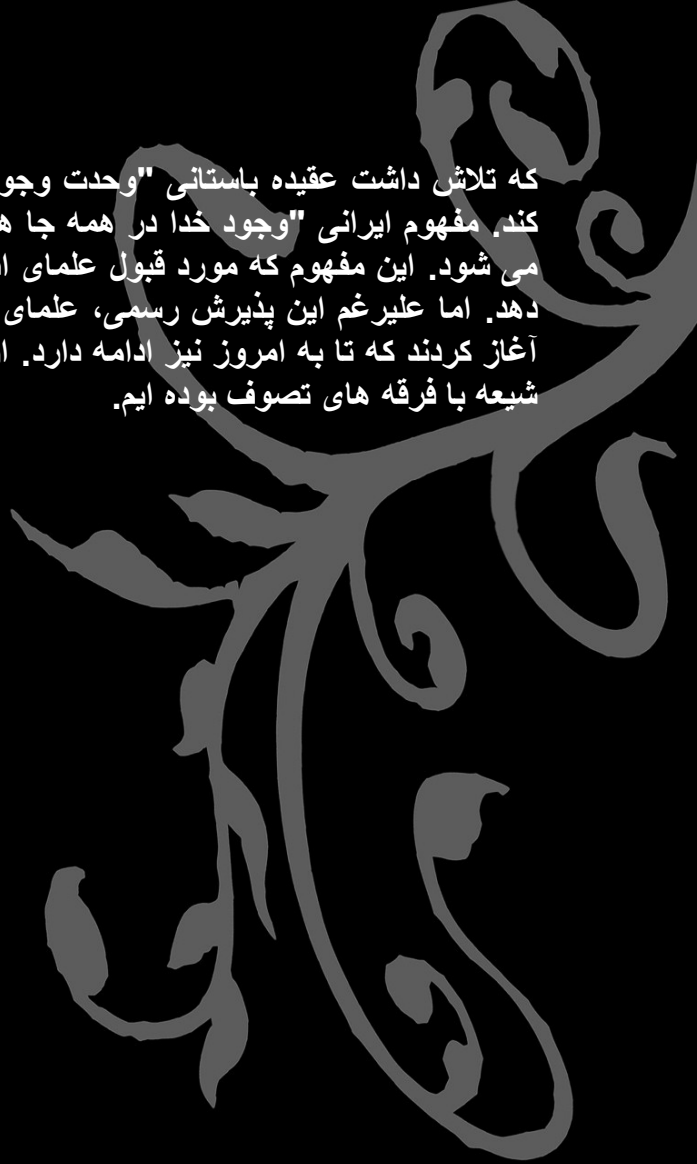 که تلاش داشت عقیده باستانی "وحدت
کند. مفهوم ایرانی "وجود خدا در همه جا
می شود. این مفهوم که مورد قبول علمای
دهد. اما علیرغم این پذیرش رسمی، علمای
آغاز کردند که تا به امروز نیز ادامه دارد.
شیعه با فرقه های تصوف بوده ایم.